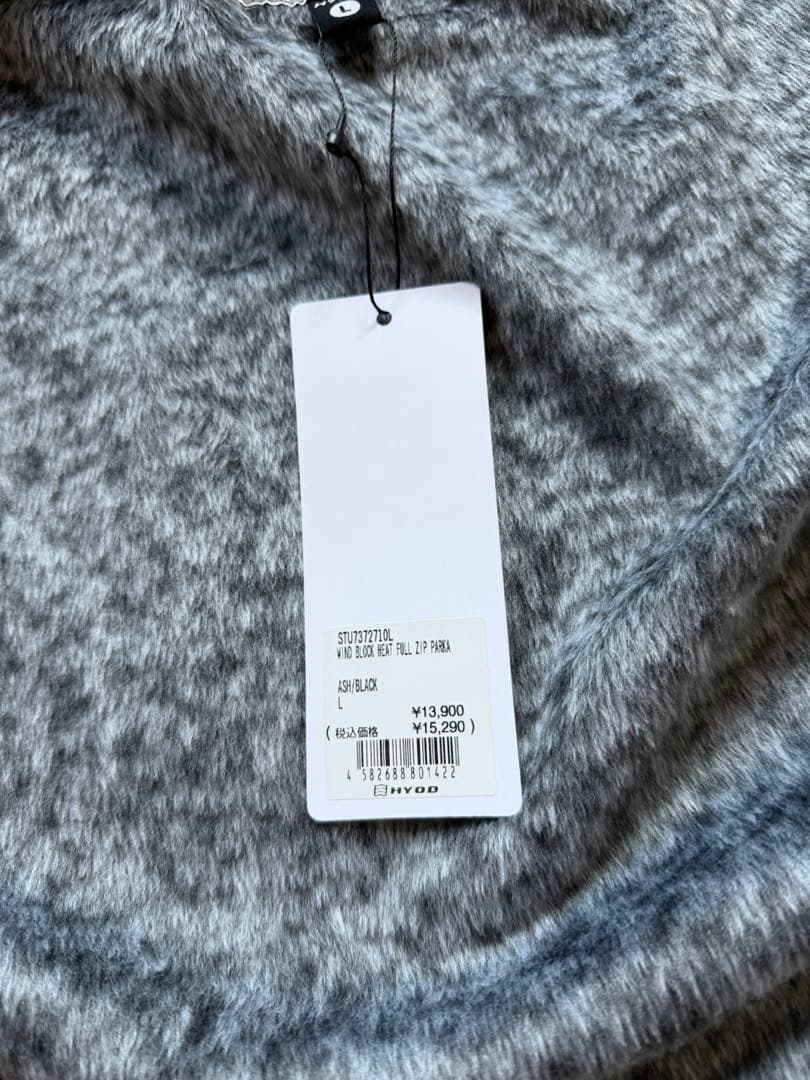 L
STU7372710L
WIND BLOCK HEAT FULL ZIP PARKA
ASH/BLACK
L
¥13,900
(税込価格 ¥15,290)
4 582688 801422
HYOD